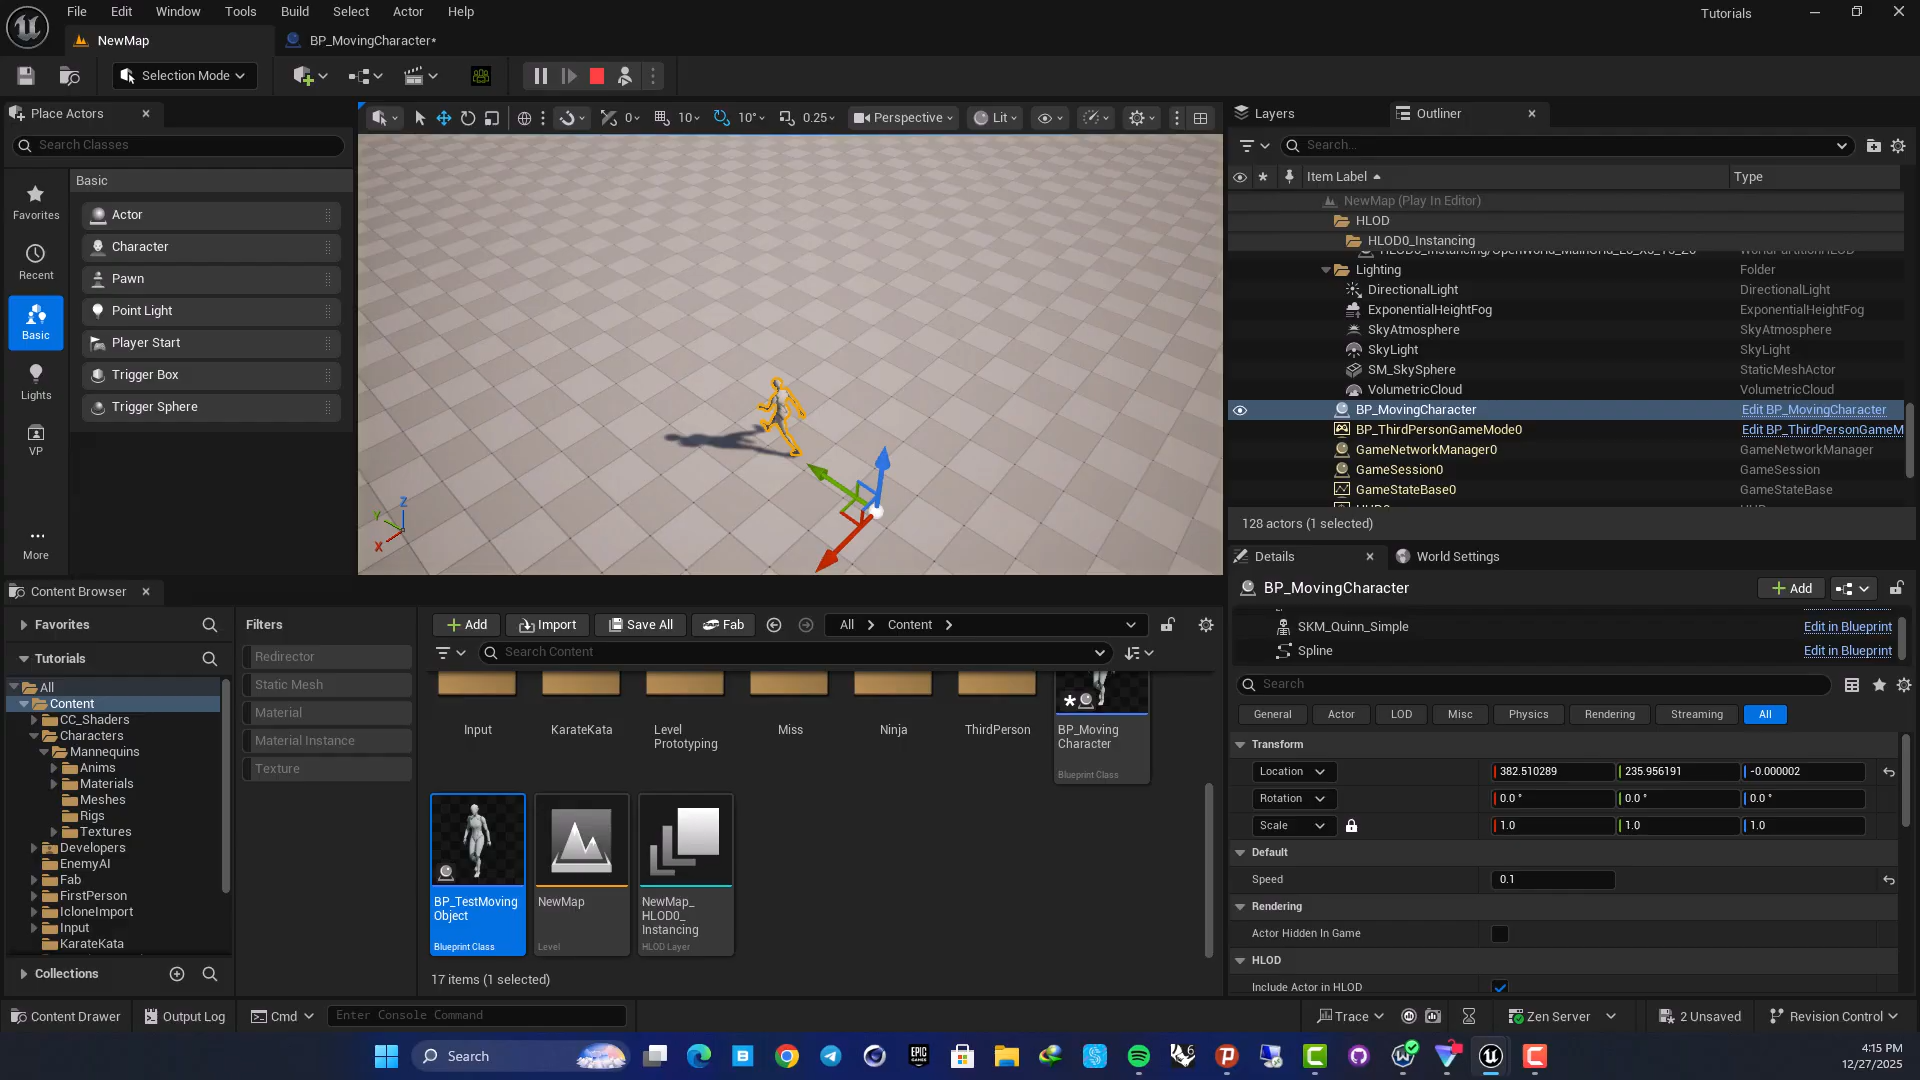 File Edit Window Tools Build Select Actor Help
Tutorials
NewMap
BP_MovingCharacter*
Selection Mode
Place Actors
Search Classes
Basic
Favorites
Recent
Basic
Lights
VP
More
Actor
Character
Pawn
Point Light
Player Start
Trigger Box
Trigger Sphere
0
10
10°
0.25
Perspective
Lit
Z
Y
X
Layers
Outliner
Search...
Item Label
Type
NewMap (Play In Editor)
HLOD
HLOD0_Instancing
Lighting Folder
DirectionalLight DirectionalLight
ExponentialHeightFog ExponentialHeightFog
SkyAtmosphere SkyAtmosphere
SkyLight SkyLight
SM_SkySphere StaticMeshActor
VolumetricCloud VolumetricCloud
BP_MovingCharacter Edit BP_MovingCharacter
BP_ThirdPersonGameMode0 Edit BP_ThirdPersonGameM
GameNetworkManager0 GameNetworkManager
GameSession0 GameSession
GameStateBase0 GameStateBase
128 actors (1 selected)
Details
World Settings
BP_MovingCharacter
Add
SKM_Quinn_Simple Edit in Blueprint
Spline Edit in Blueprint
Search
General Actor LOD Misc Physics Rendering Streaming All
Transform
Location 382.510289 235.956191 -0.000002
Rotation 0.0 ° 0.0 ° 0.0 °
Scale 1.0 1.0 1.0
Default
Speed 0.1
Rendering
Actor Hidden In Game
HLOD
Include Actor in HLOD
Content Browser
Favorites
Tutorials
All
Content
CC_Shaders
Characters
Mannequins
Anims
Materials
Meshes
Rigs
Textures
Developers
EnemyAI
Fab
FirstPerson
IcloneImport
Input
KarateKata
Collections
Filters
Redirector
Static Mesh
Material
Material Instance
Texture
Add
Import
Save All
Fab
All
Content
Search Content
Input
KarateKata
Level
Prototyping
Miss
Ninja
ThirdPerson
BP_Moving
Character
Blueprint Class
BP_TestMoving
Object
Blueprint Class
NewMap
Level
NewMap_
HLOD0_
Instancing
HLOD Layer
17 items (1 selected)
Content Drawer
Output Log
Cmd
Enter Console Command
Trace
Zen Server
2 Unsaved
Revision Control
Search
EPIC
GAMES
4:15 PM
12/27/2025